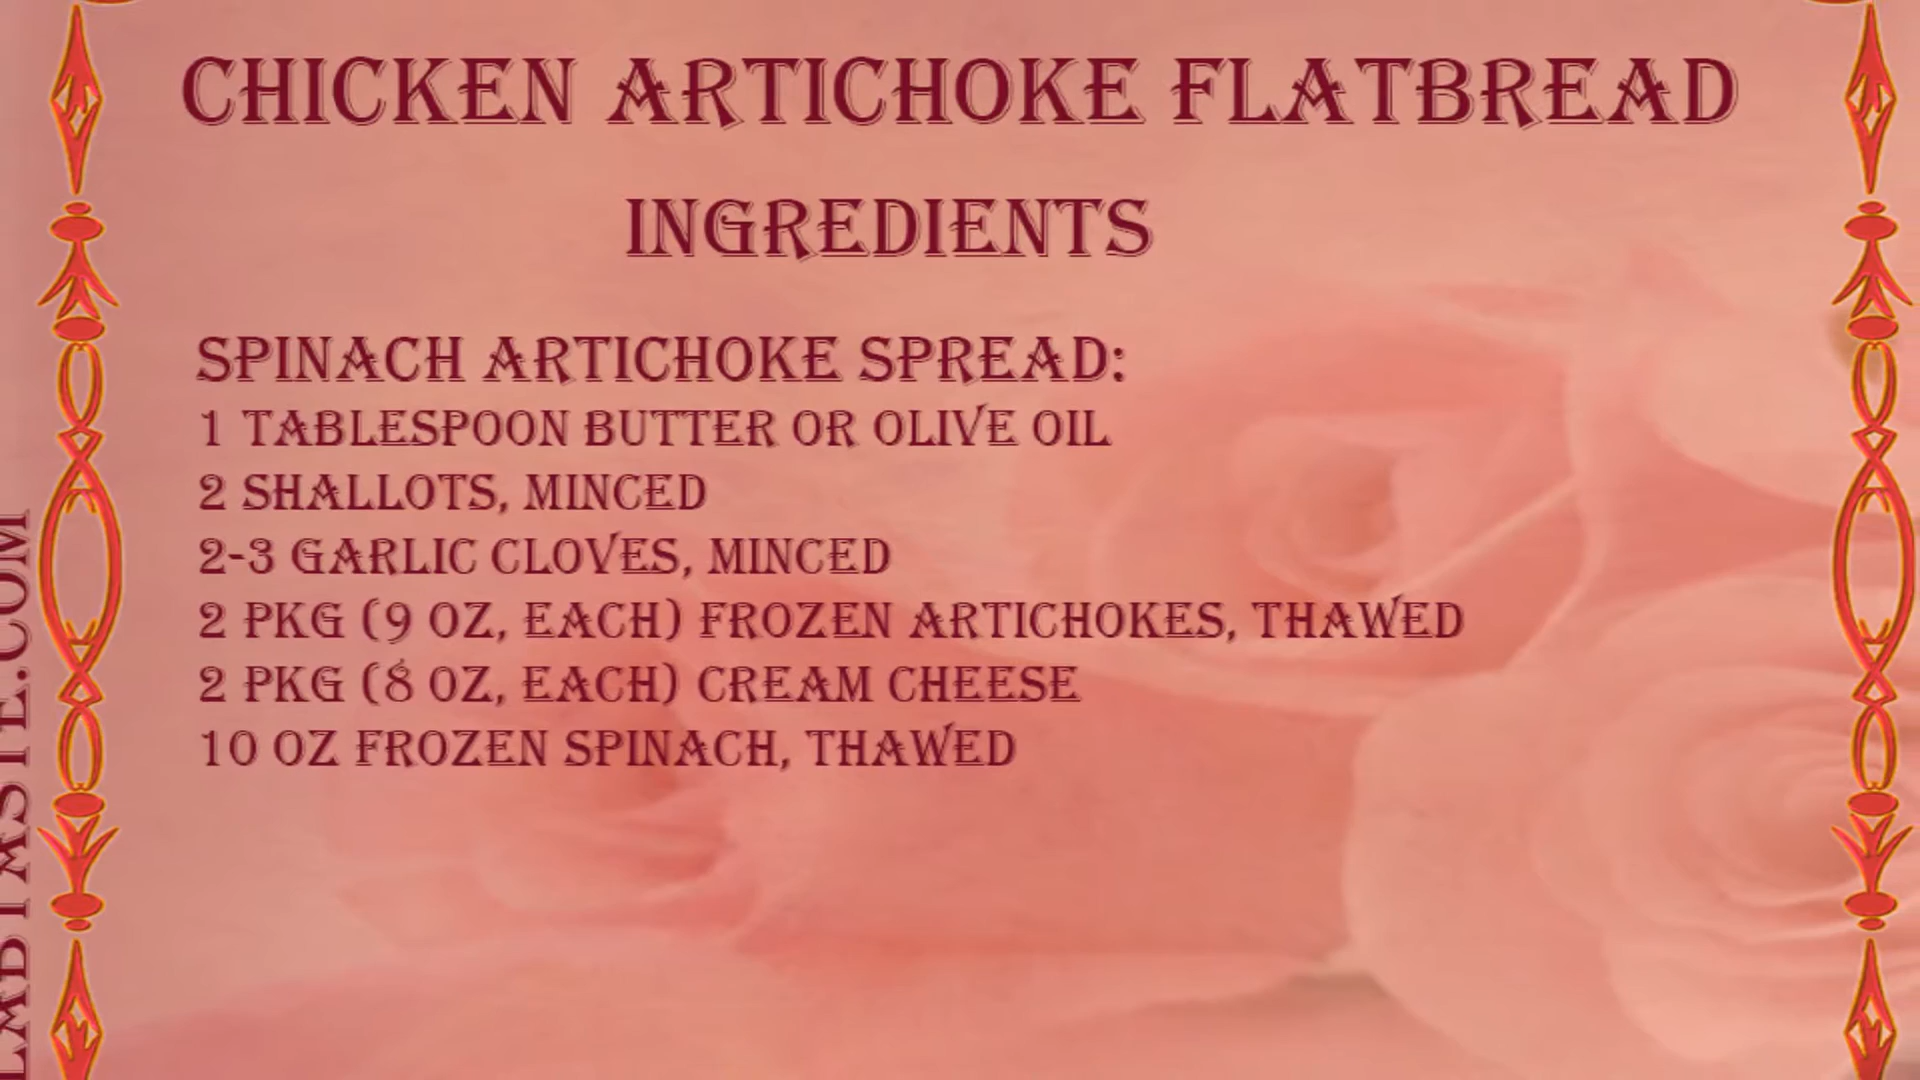 CHICKEN ARTICHOKE FLATBREAD
INGREDIENTS
SPINACH ARTICHOKE SPREAD:
1 TABLESPOON BUTTER OR OLIVE OIL
2 SHALLOTS, MINCED
2-3 GARLIC CLOVES, MINCED
2 PKG (9 OZ, EACH) FROZEN ARTICHOKES, THAWED
2 PKG (8 OZ, EACH) CREAM CHEESE
10 OZ FROZEN SPINACH, THAWED